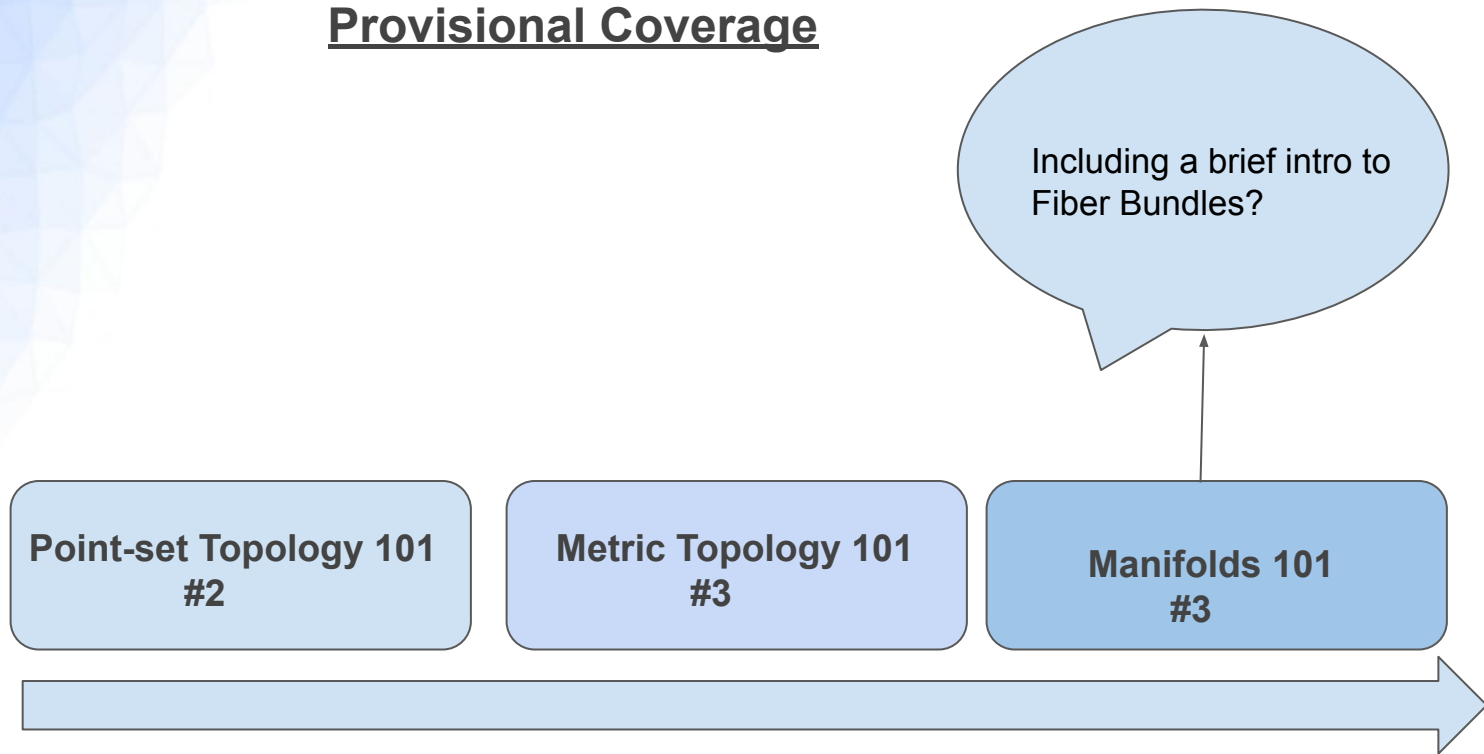 Provisional Coverage
Including a brief intro to
Fiber Bundles?
Point-set Topology 101
#2
Metric Topology 101
#3
Manifolds 101
#3